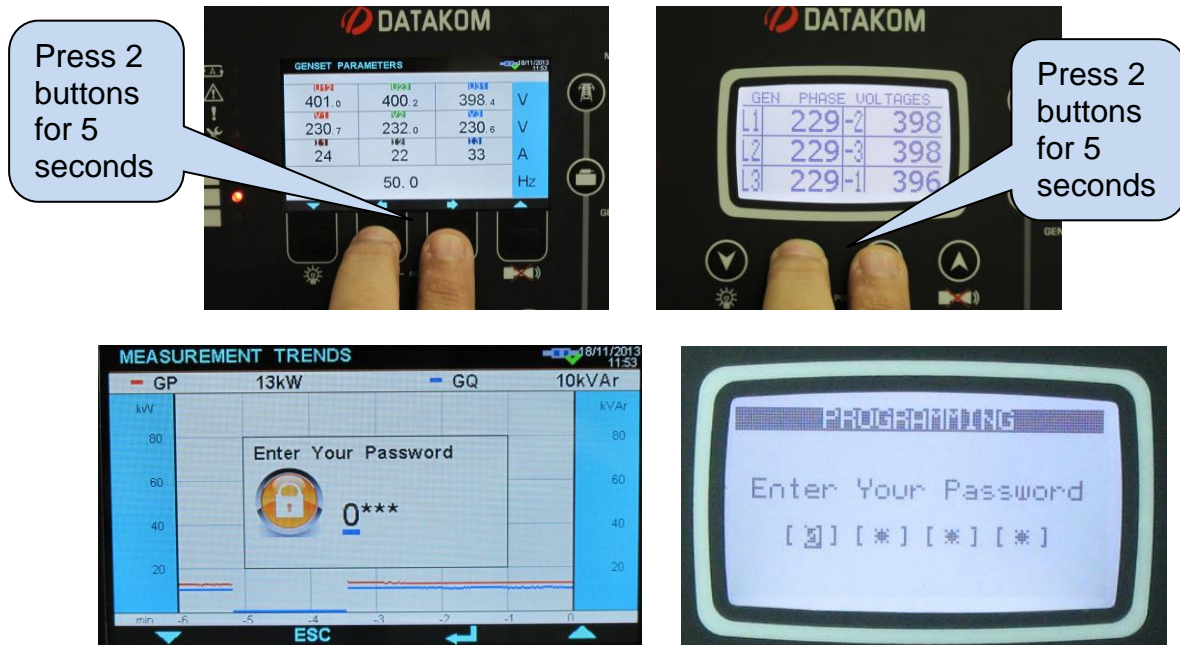 Press 2
buttons
for 5
seconds
DATAKOM
GENSET PARAMETERS
18/11/2013
11:53
U12 U23 U31
401.0 400.2 398.4 V
V1 V2 V3
230.7 232.0 230.6 V
I1 I2 I3
24 22 33 A
50.0 Hz
DATAKOM
GEN PHASE VOLTAGES
L1 229-2 398
L2 229-3 398
L3 229-1 396
GEN
Press 2
buttons
for 5
seconds
MEASUREMENT TRENDS
18/11/2013
11:53
GP 13kW GQ 10kVAr
kW kVAr
80 80
Enter Your Password
60 60
0***
40 40
20 20
min -6 -5 -4 -3 -2 -1 0
ESC
PROGRAMMING
Enter Your Password
[*] [*] [*]